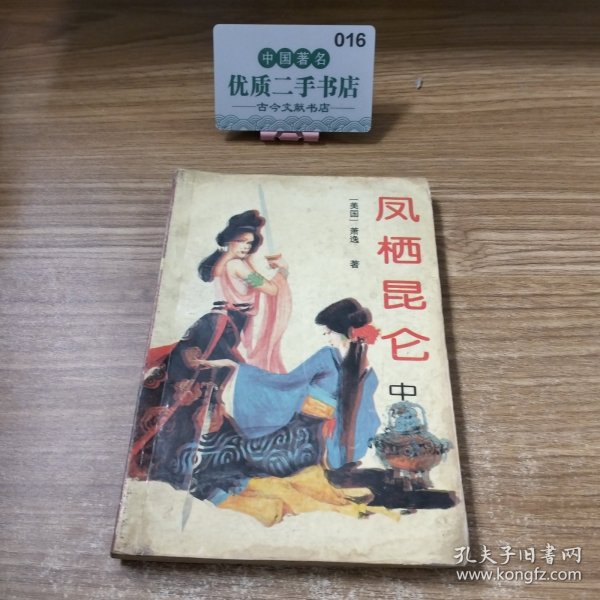 016
中国著名
优质二手书店
古今文献书店
凤栖昆仑
中
[美国] 萧逸 著
孔夫子旧书网
www.kongfz.com